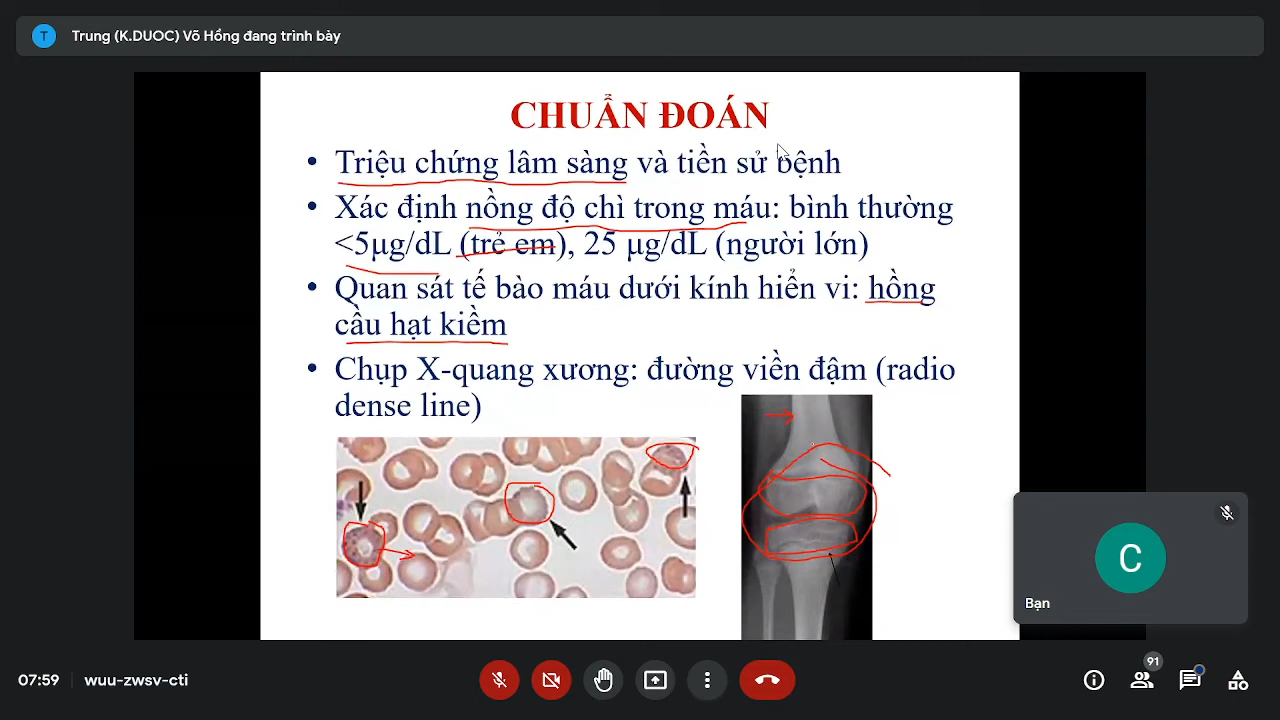 T
Trung (K.DUOC) Võ Hồng đang trình bày
CHUẨN ĐOÁN
• Triệu chứng lâm sàng và tiền sử bệnh
• Xác định nồng độ chì trong máu: bình thường
<5μg/dL (trẻ em), 25 μg/dL (người lớn)
• Quan sát tế bào máu dưới kính hiển vi: hồng
cầu hạt kiềm
• Chụp X-quang xương: đường viền đậm (radio
dense line)
C
Bạn
07:59
wuu-zwsv-cti
91